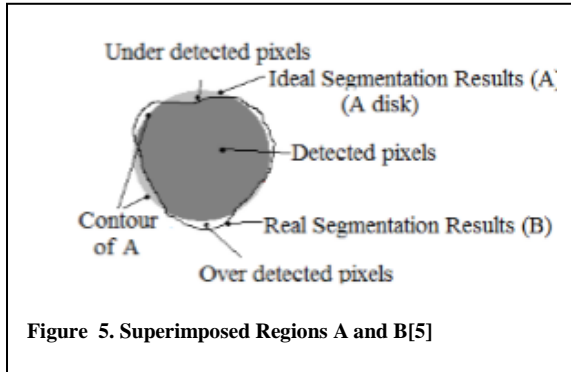 Under detected pixels
Ideal Segmentation Results (A)
(A disk)
Detected pixels
Contour
of A
Real Segmentation Results (B)
Over detected pixels
Figure 5. Superimposed Regions A and B[5]